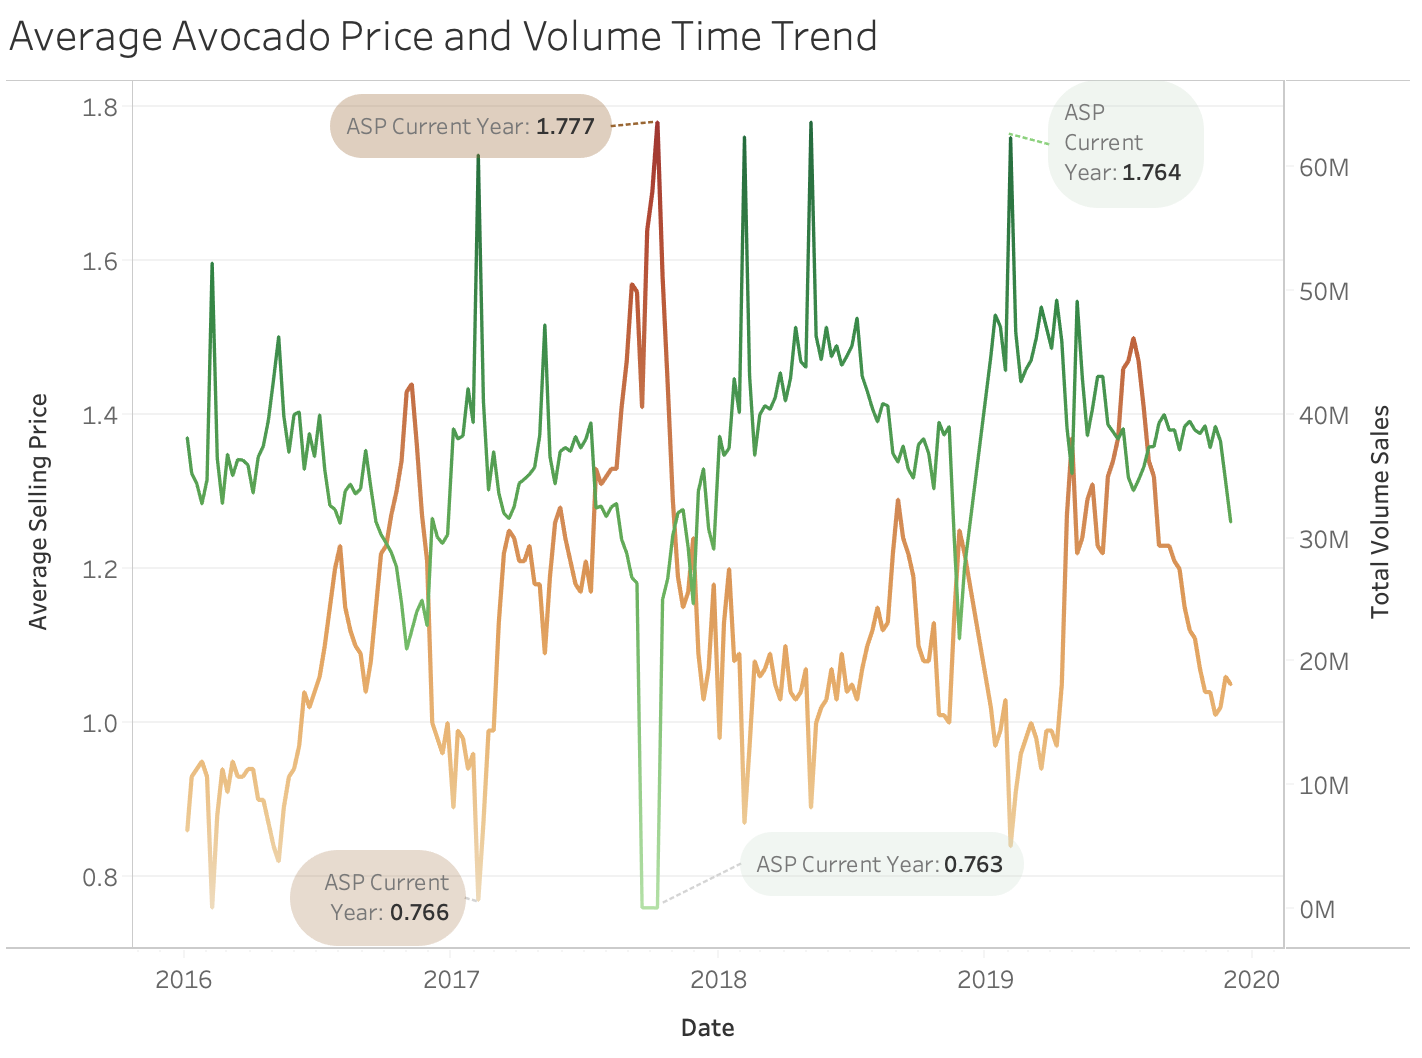 Average Avocado Price and Volume Time Trend
1.8
1.6
1.4
1.2
1.0
0.8
Average Selling Price
ASP Current Year: 1.777
ASP
Current
Year: 1.764
ASP Current
Year: 0.766
ASP Current Year: 0.763
60M
50M
40M
30M
20M
10M
0M
Total Volume Sales
2016
2017
2018
2019
2020
Date